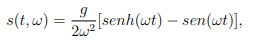 s(t, ω) = g/2ω² [senh(ωt) − sen(ωt)],